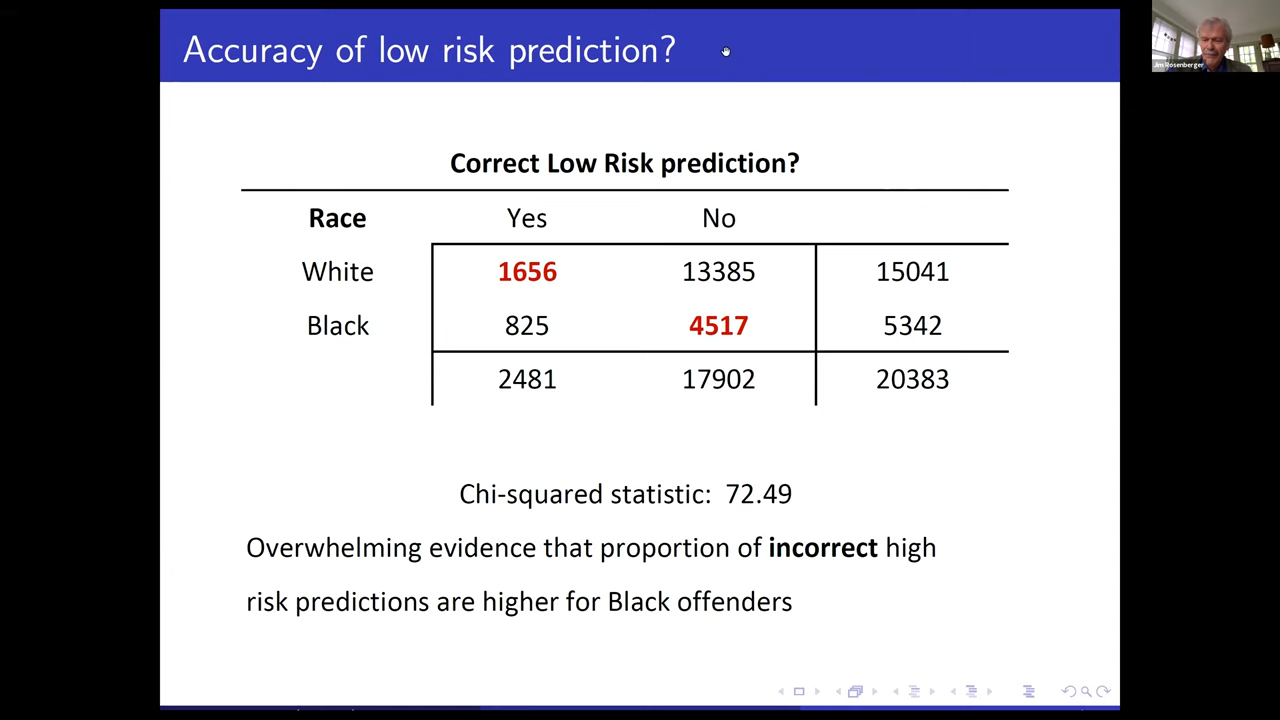 Accuracy of low risk prediction?
Jim Rosenberger
Correct Low Risk prediction?
Race Yes No
White 1656 13385 15041
Black 825 4517 5342
2481 17902 20383
Chi-squared statistic: 72.49
Overwhelming evidence that proportion of incorrect high
risk predictions are higher for Black offenders